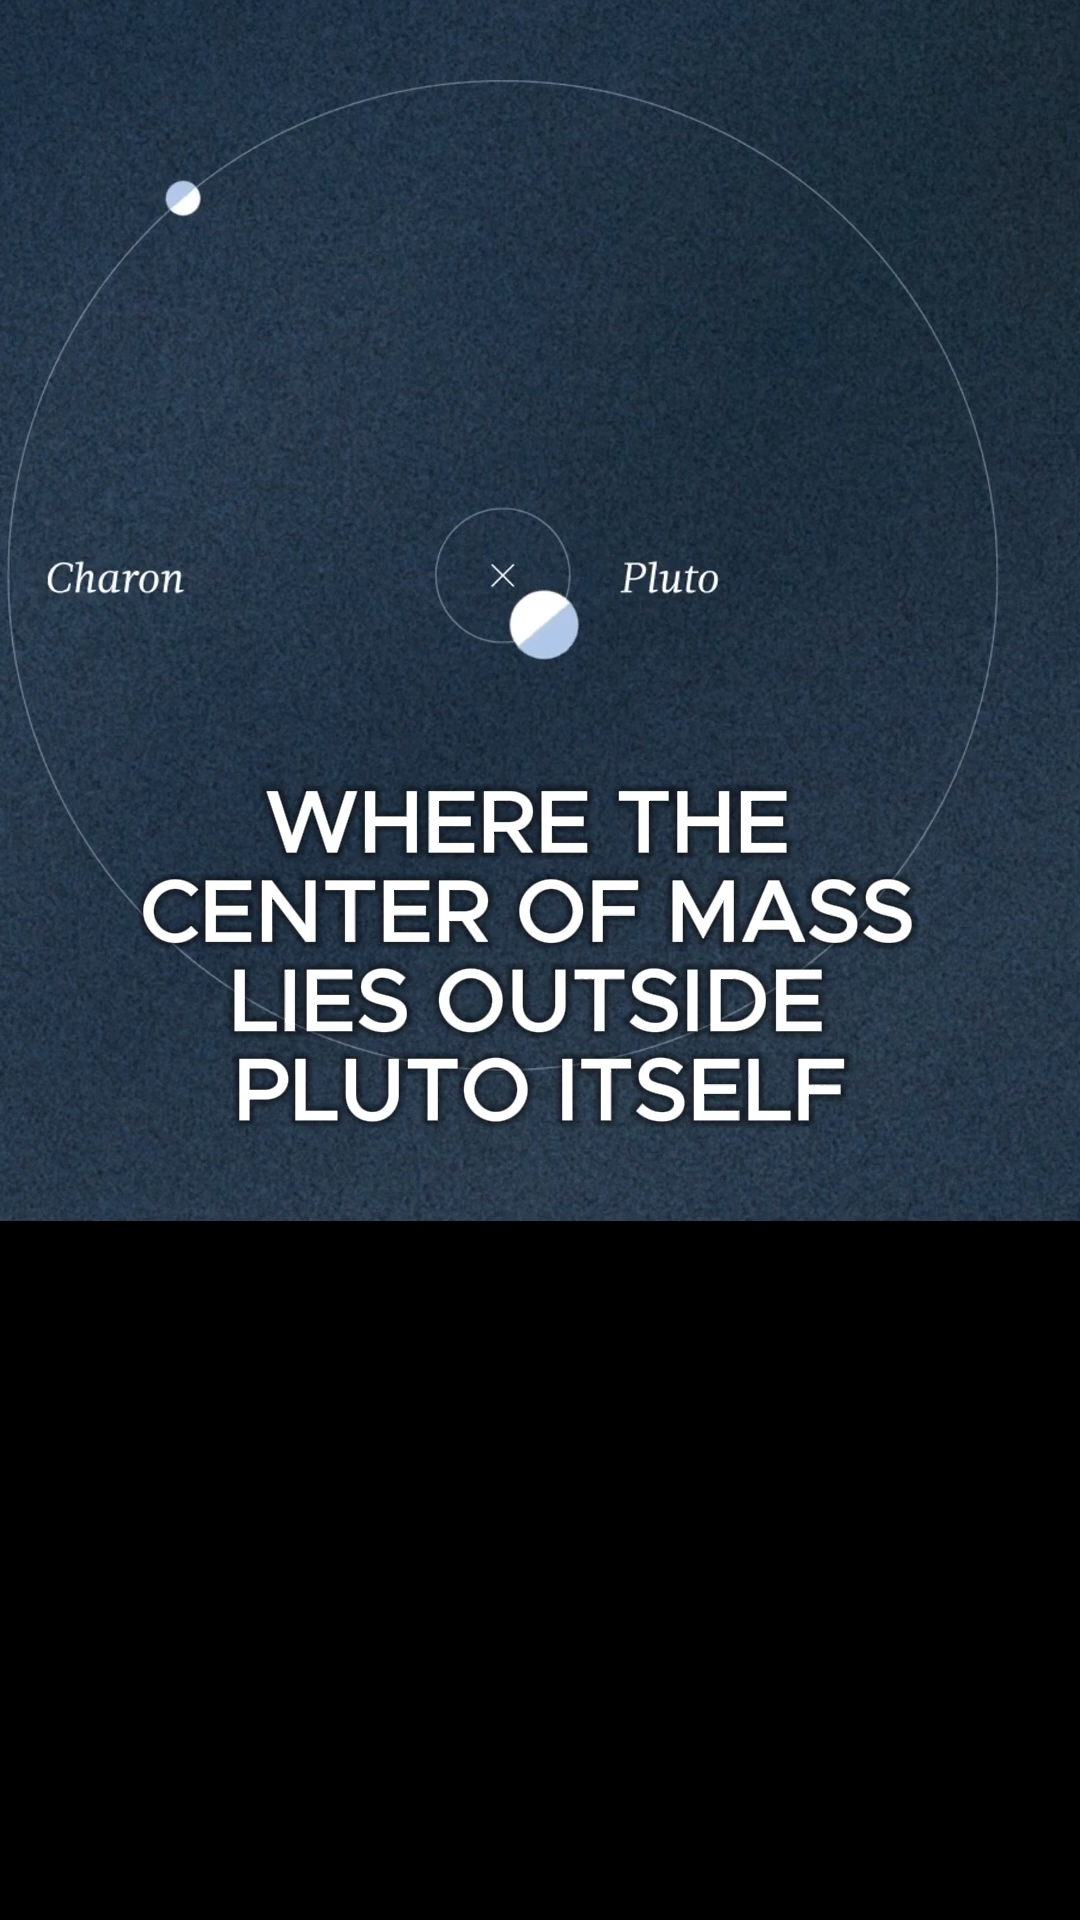 Charon
Pluto
WHERE THE
CENTER OF MASS
LIES OUTSIDE
PLUTO ITSELF